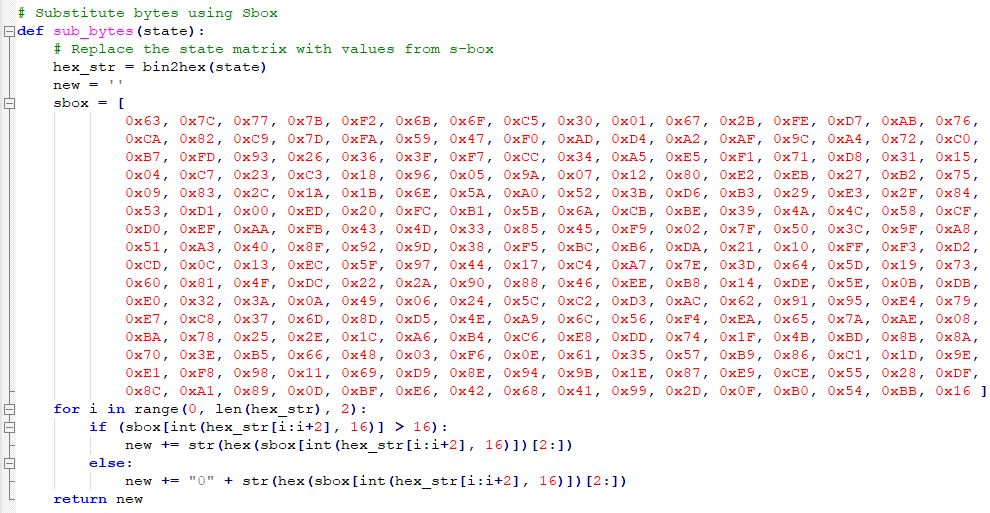 # Substitute bytes using Sbox
def sub_bytes(state):
    # Replace the state matrix with values from s-box
    hex_str = bin2hex(state)
    new = ''
    sbox = [
            0x63, 0x7C, 0x77, 0x7B, 0xF2, 0x6B, 0x6F, 0xC5, 0x30, 0x01, 0x67, 0x2B, 0xFE, 0xD7, 0xAB, 0x76,
            0xCA, 0x82, 0xC9, 0x7D, 0xFA, 0x59, 0x47, 0xF0, 0xAD, 0xD4, 0xA2, 0xAF, 0x9C, 0xA4, 0x72, 0xC0,
            0xB7, 0xFD, 0x93, 0x26, 0x36, 0x3F, 0xF7, 0xCC, 0x34, 0xA5, 0xE5, 0xF1, 0x71, 0xD8, 0x31, 0x15,
            0x04, 0xC7, 0x23, 0xC3, 0x18, 0x96, 0x05, 0x9A, 0x07, 0x12, 0x80, 0xE2, 0xEB, 0x27, 0xB2, 0x75,
            0x09, 0x83, 0x2C, 0x1A, 0x1B, 0x6E, 0x5A, 0xA0, 0x52, 0x3B, 0xD6, 0xB3, 0x29, 0xE3, 0x2F, 0x84,
            0x53, 0xD1, 0x00, 0xED, 0x20, 0xFC, 0xB1, 0x5B, 0x6A, 0xCB, 0xBE, 0x39, 0x4A, 0x4C, 0x58, 0xCF,
            0xD0, 0xEF, 0xAA, 0xFB, 0x43, 0x4D, 0x33, 0x85, 0x45, 0xF9, 0x02, 0x7F, 0x50, 0x3C, 0x9F, 0xA8,
            0x51, 0xA3, 0x40, 0x8F, 0x92, 0x9D, 0x38, 0xF5, 0xBC, 0xB6, 0xDA, 0x21, 0x10, 0xFF, 0xF3, 0xD2,
            0xCD, 0x0C, 0x13, 0xEC, 0x5F, 0x97, 0x44, 0x17, 0xC4, 0xA7, 0x7E, 0x3D, 0x64, 0x5D, 0x19, 0x73,
            0x60, 0x81, 0x4F, 0xDC, 0x22, 0x2A, 0x90, 0x88, 0x46, 0xEE, 0xB8, 0x14, 0xDE, 0x5E, 0x0B, 0xDB,
            0xE0, 0x32, 0x3A, 0x0A, 0x49, 0x06, 0x24, 0x5C, 0xC2, 0xD3, 0xAC, 0x62, 0x91, 0x95, 0xE4, 0x79,
            0xE7, 0xC8, 0x37, 0x6D, 0x8D, 0xD5, 0x4E, 0xA9, 0x6C, 0x56, 0xF4, 0xEA, 0x65, 0x7A, 0xAE, 0x08,
            0xBA, 0x78, 0x25, 0x2E, 0x1C, 0xA6, 0xB4, 0xC6, 0xE8, 0xDD, 0x74, 0x1F, 0x4B, 0xBD, 0x8B, 0x8A,
            0x70, 0x3E, 0xB5, 0x66, 0x48, 0x03, 0xF6, 0x0E, 0x61, 0x35, 0x57, 0xB9, 0x86, 0xC1, 0x1D, 0x9E,
            0xE1, 0xF8, 0x98, 0x11, 0x69, 0xD9, 0x8E, 0x94, 0x9B, 0x1E, 0x87, 0xE9, 0xCE, 0x55, 0x28, 0xDF,
            0x8C, 0xA1, 0x89, 0x0D, 0xBF, 0xE6, 0x42, 0x68, 0x41, 0x99, 0x2D, 0x0F, 0xB0, 0x54, 0xBB, 0x16 ]
    for i in range(0, len(hex_str), 2):
        if (sbox[int(hex_str[i:i+2], 16)] > 16):
            new += str(hex(sbox[int(hex_str[i:i+2], 16)])[2:])
        else:
            new += "0" + str(hex(sbox[int(hex_str[i:i+2], 16)])[2:])
    return new